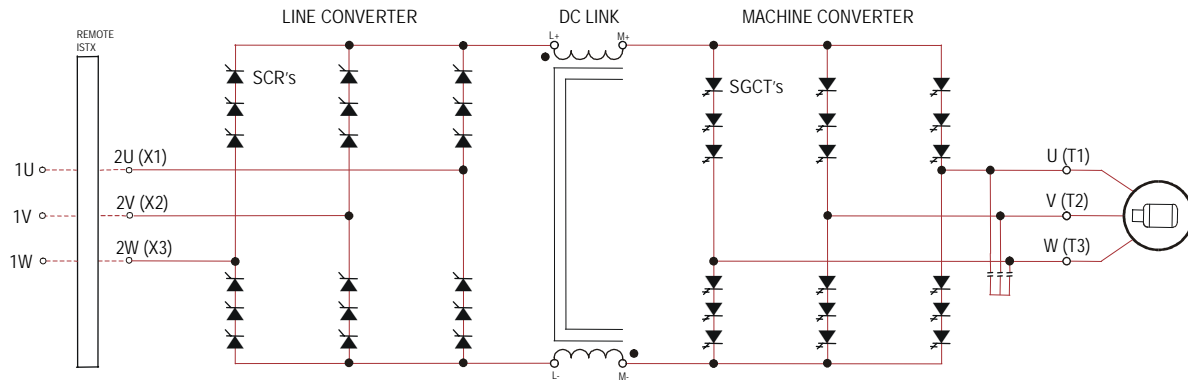 LINE CONVERTER
DC LINK
MACHINE CONVERTER
REMOTE
ISTX
L+
M+
SCR's
SGCT's
1U
2U (X1)
U (T1)
1V
2V (X2)
V (T2)
1W
2W (X3)
W (T3)
L-
M-